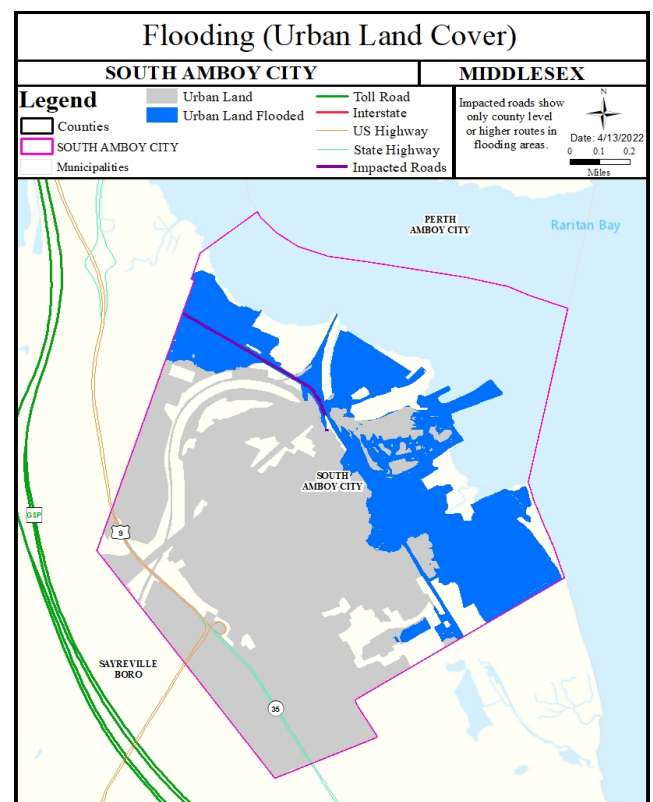 Flooding (Urban Land Cover)
SOUTH AMBOY CITY
MIDDLESEX
Legend
Counties
SOUTH AMBOY CITY
Municipalities
Urban Land
Urban Land Flooded
Toll Road
Interstate
US Highway
State Highway
Impacted Roads
Impacted roads show
only county level
or higher routes in
flooding areas.
N
Date: 4/13/2022
0 0.1 0.2
Miles
PERTH
AMBOY CITY
Raritan Bay
SOUTH
AMBOY CITY
GSP
9
SAYREVILLE
BORO
35